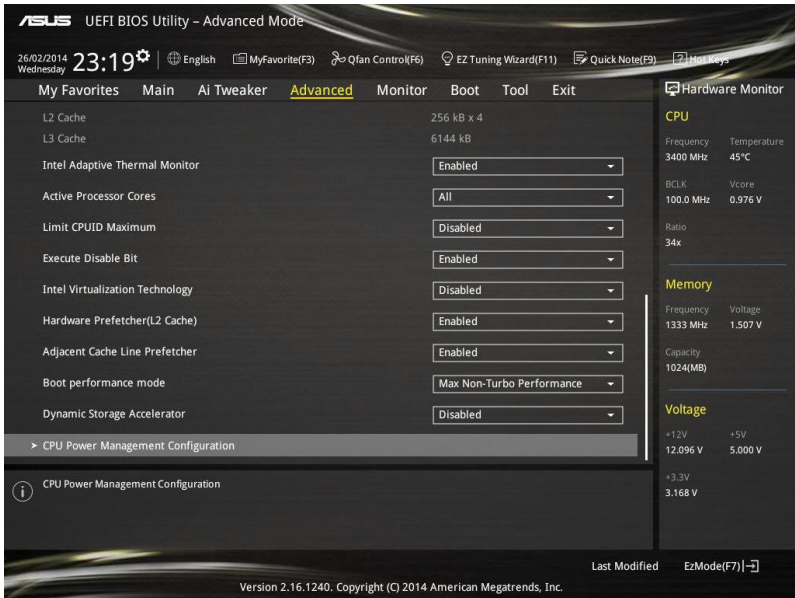 ASUS UEFI BIOS Utility – Advanced Mode
26/02/2014
Wednesday
23:19
English
MyFavorite(F3)
Qfan Control(F6)
EZ Tuning Wizard(F11)
Quick Note(F9)
? Hot Keys
My Favorites
Main
Ai Tweaker
Advanced
Monitor
Boot
Tool
Exit
L2 Cache 256 kB x 4
L3 Cache 6144 kB
Intel Adaptive Thermal Monitor Enabled
Active Processor Cores All
Limit CPUID Maximum Disabled
Execute Disable Bit Enabled
Intel Virtualization Technology Disabled
Hardware Prefetcher(L2 Cache) Enabled
Adjacent Cache Line Prefetcher Enabled
Boot performance mode Max Non-Turbo Performance
Dynamic Storage Accelerator Disabled
> CPU Power Management Configuration
i CPU Power Management Configuration
Hardware Monitor
CPU
Frequency Temperature
3400 MHz 45°C
BCLK Vcore
100.0 MHz 0.976 V
Ratio
34x
Memory
Frequency Voltage
1333 MHz 1.507 V
Capacity
1024(MB)
Voltage
+12V +5V
12.096 V 5.000 V
+3.3V
3.168 V
Last Modified
EzMode(F7)
Version 2.16.1240. Copyright (C) 2014 American Megatrends, Inc.